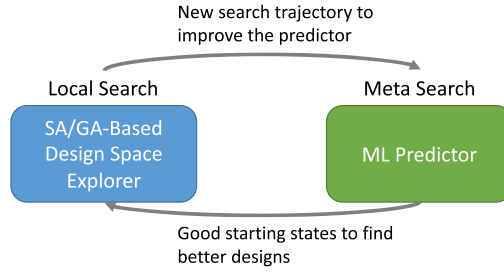 New search trajectory to
improve the predictor
Local Search
Meta Search
SA/GA-Based
Design Space
Explorer
ML Predictor
Good starting states to find
better designs